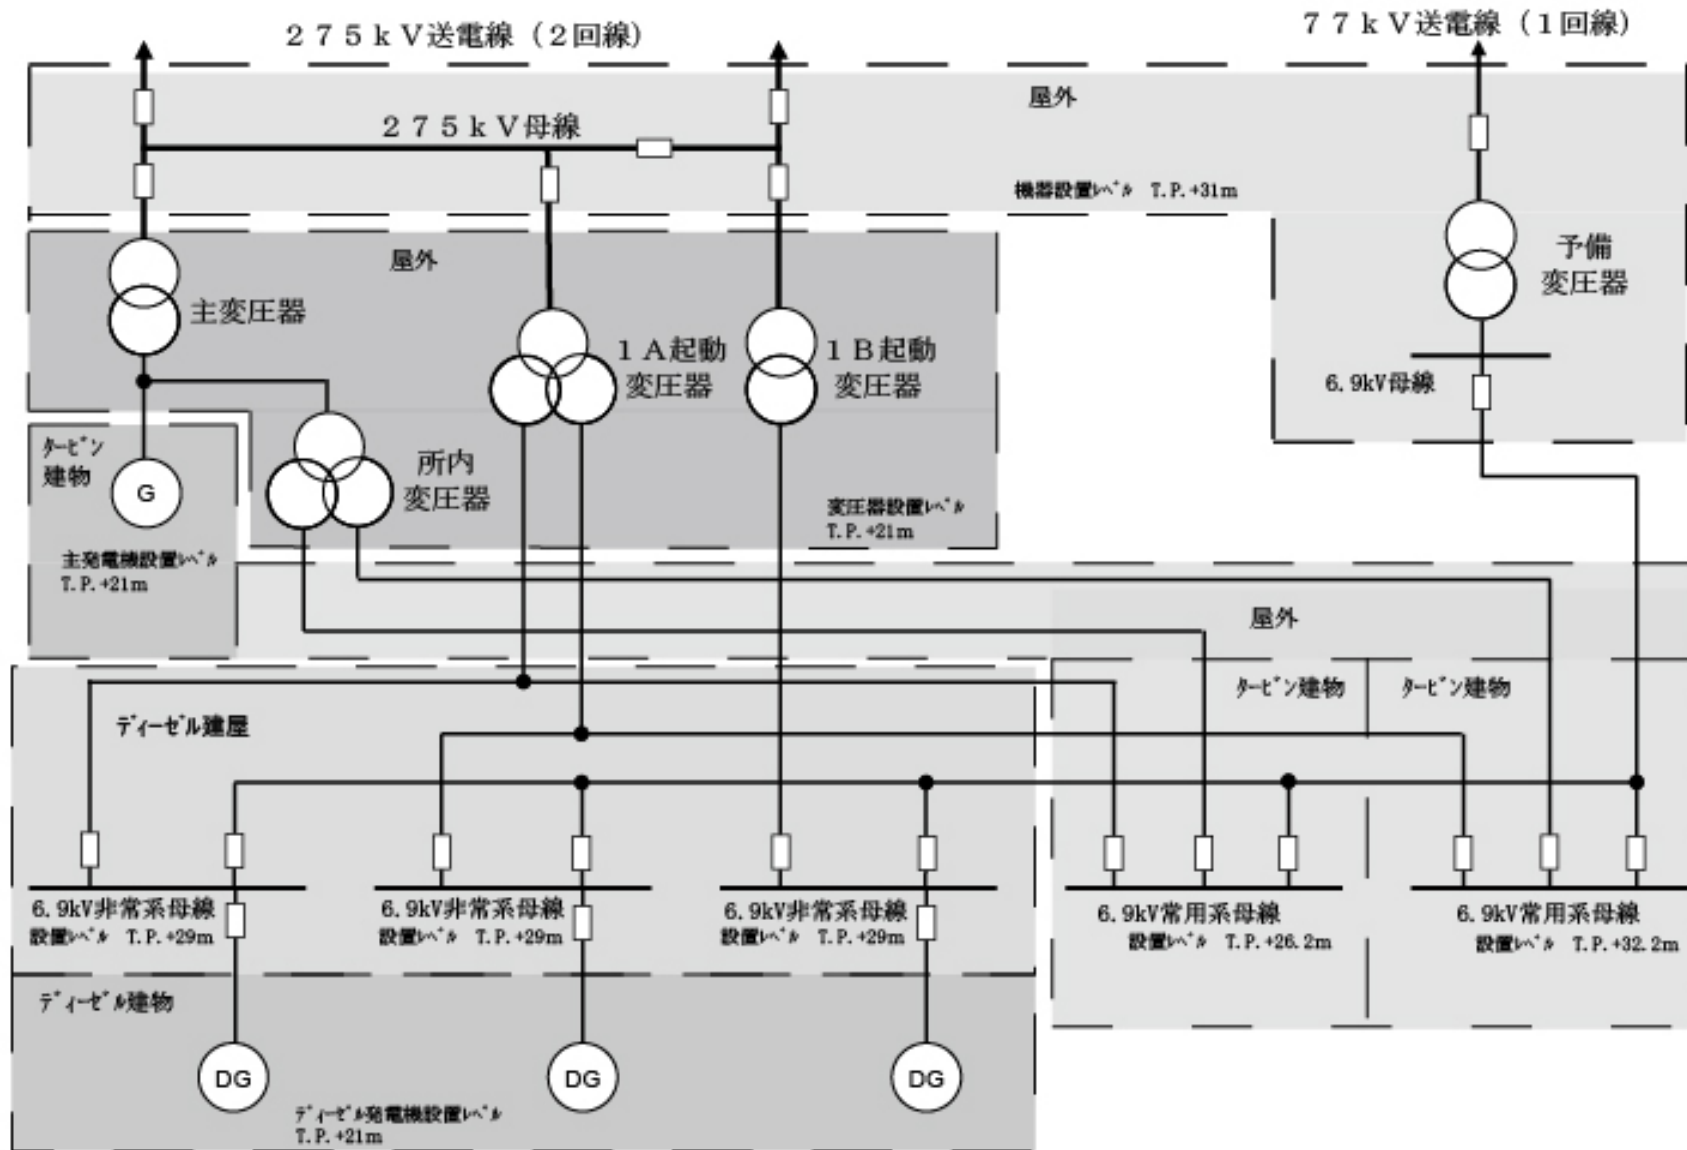 ２７５ｋＶ送電線（２回線）
７７ｋＶ送電線（１回線）
屋外
２７５ｋＶ母線
機器設置ﾚﾍﾞﾙ T.P.+31m
屋外
主変圧器
１Ａ起動
変圧器
１Ｂ起動
変圧器
予備
変圧器
6.9kV母線
ﾀｰﾋﾞﾝ
建物
G
所内
変圧器
変圧器設置ﾚﾍﾞﾙ
T.P.+21m
主発電機設置ﾚﾍﾞﾙ
T.P.+21m
屋外
ﾀｰﾋﾞﾝ建物
ﾀｰﾋﾞﾝ建物
ﾃﾞｨｰｾﾞﾙ建屋
6.9kV非常系母線
設置ﾚﾍﾞﾙ T.P.+29m
6.9kV非常系母線
設置ﾚﾍﾞﾙ T.P.+29m
6.9kV非常系母線
設置ﾚﾍﾞﾙ T.P.+29m
6.9kV常用系母線
設置ﾚﾍﾞﾙ T.P.+26.2m
6.9kV常用系母線
設置ﾚﾍﾞﾙ T.P.+32.2m
ﾃﾞｨｰｾﾞﾙ建物
DG
DG
DG
ﾃﾞｨｰｾﾞﾙ発電機設置ﾚﾍﾞﾙ
T.P.+21m